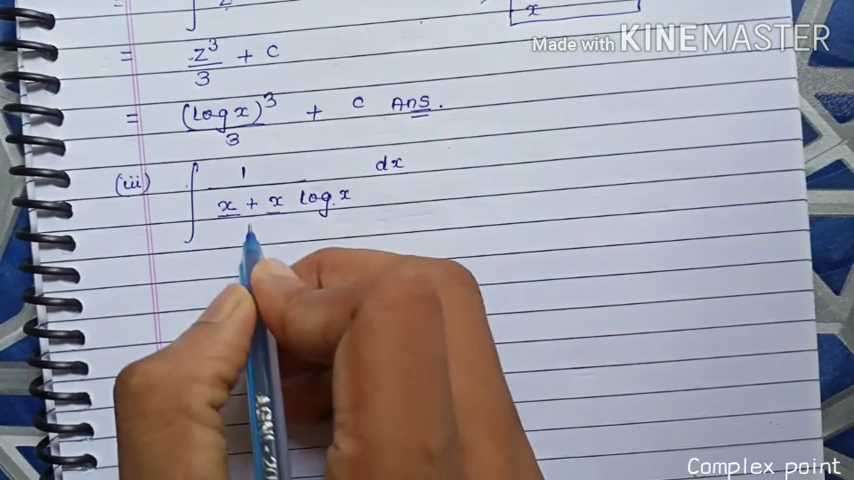 ∫ z
x
= z³/3 + c
Made with KINEMASTER
= (log x)³/3 + c Ans.
(iii) ∫ 1/(x + x log x) dx
Complex point